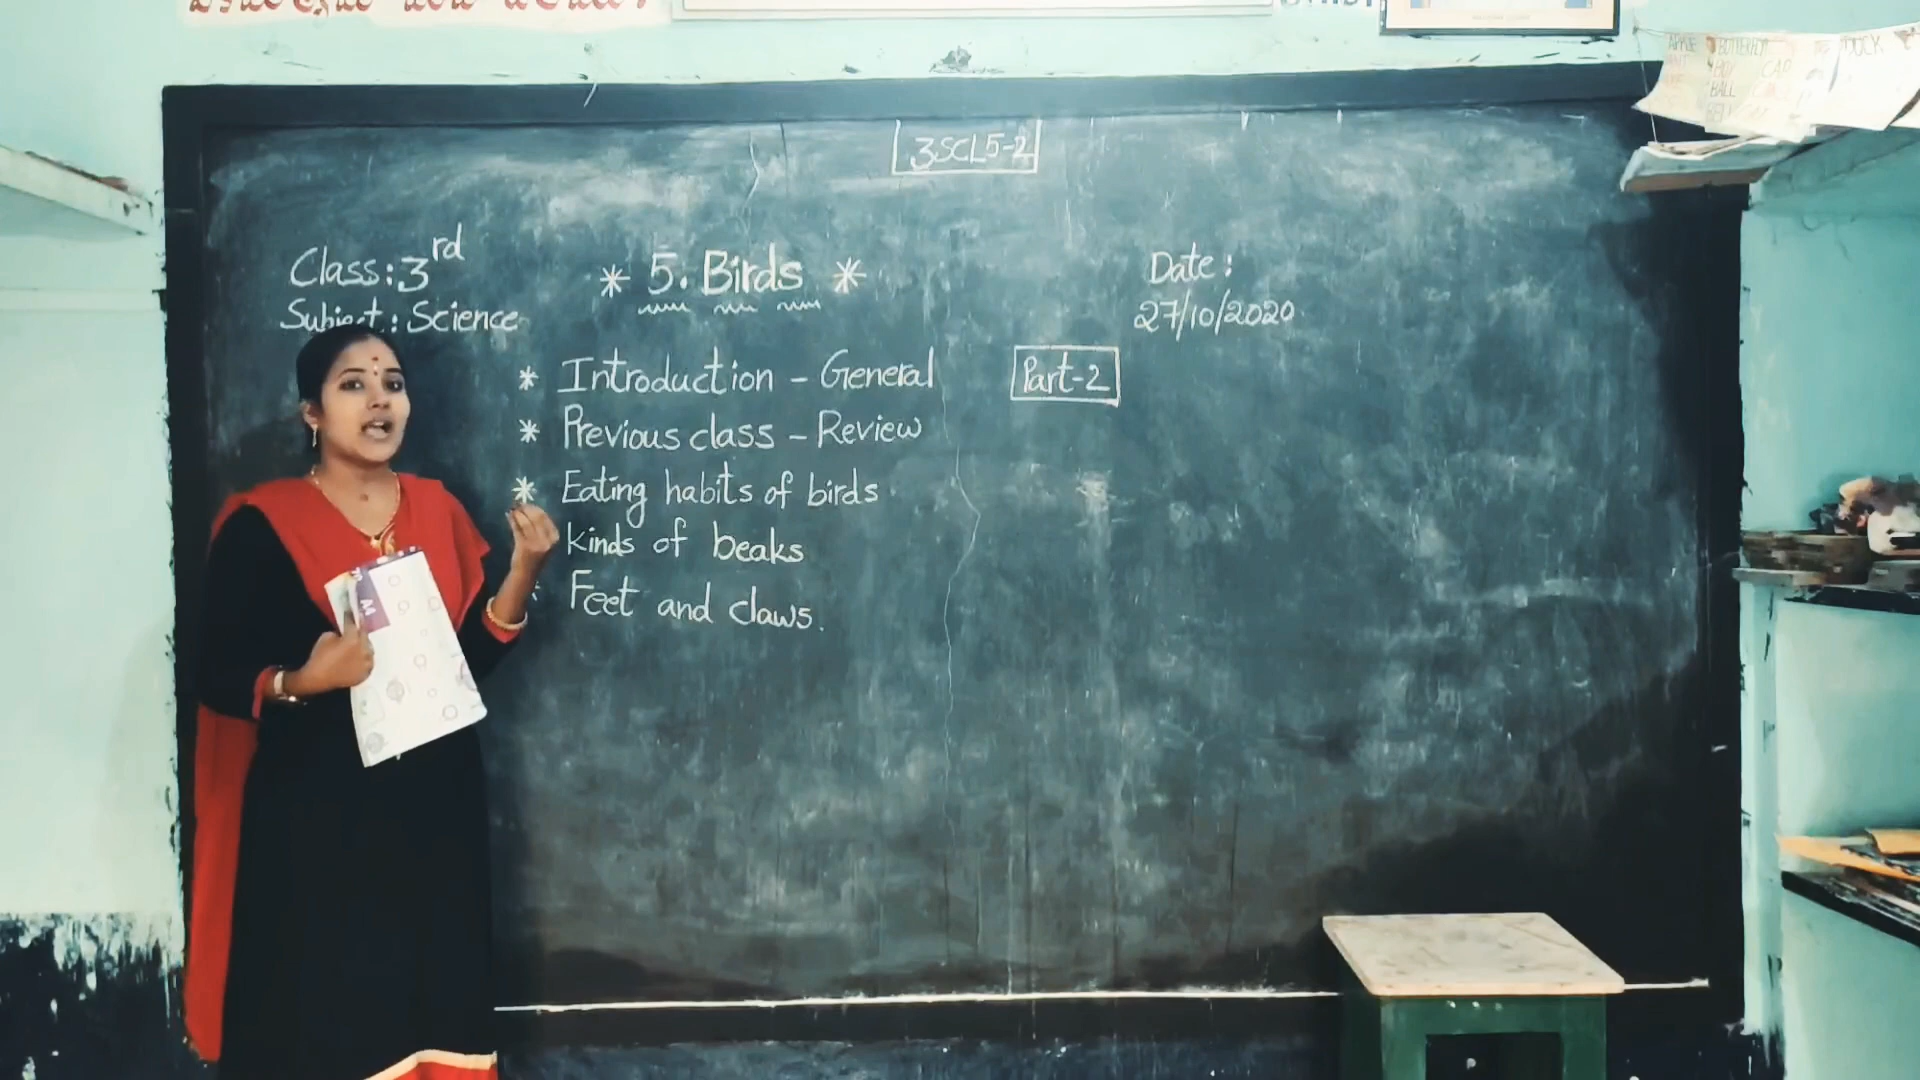 3SCL5-2
Class: 3rd
* 5. Birds *
Date:
Subject: Science
27/10/2020
* Introduction - General
Part-2
* Previous class - Review
* Eating habits of birds
Kinds of beaks
Feet and claws.
BALL